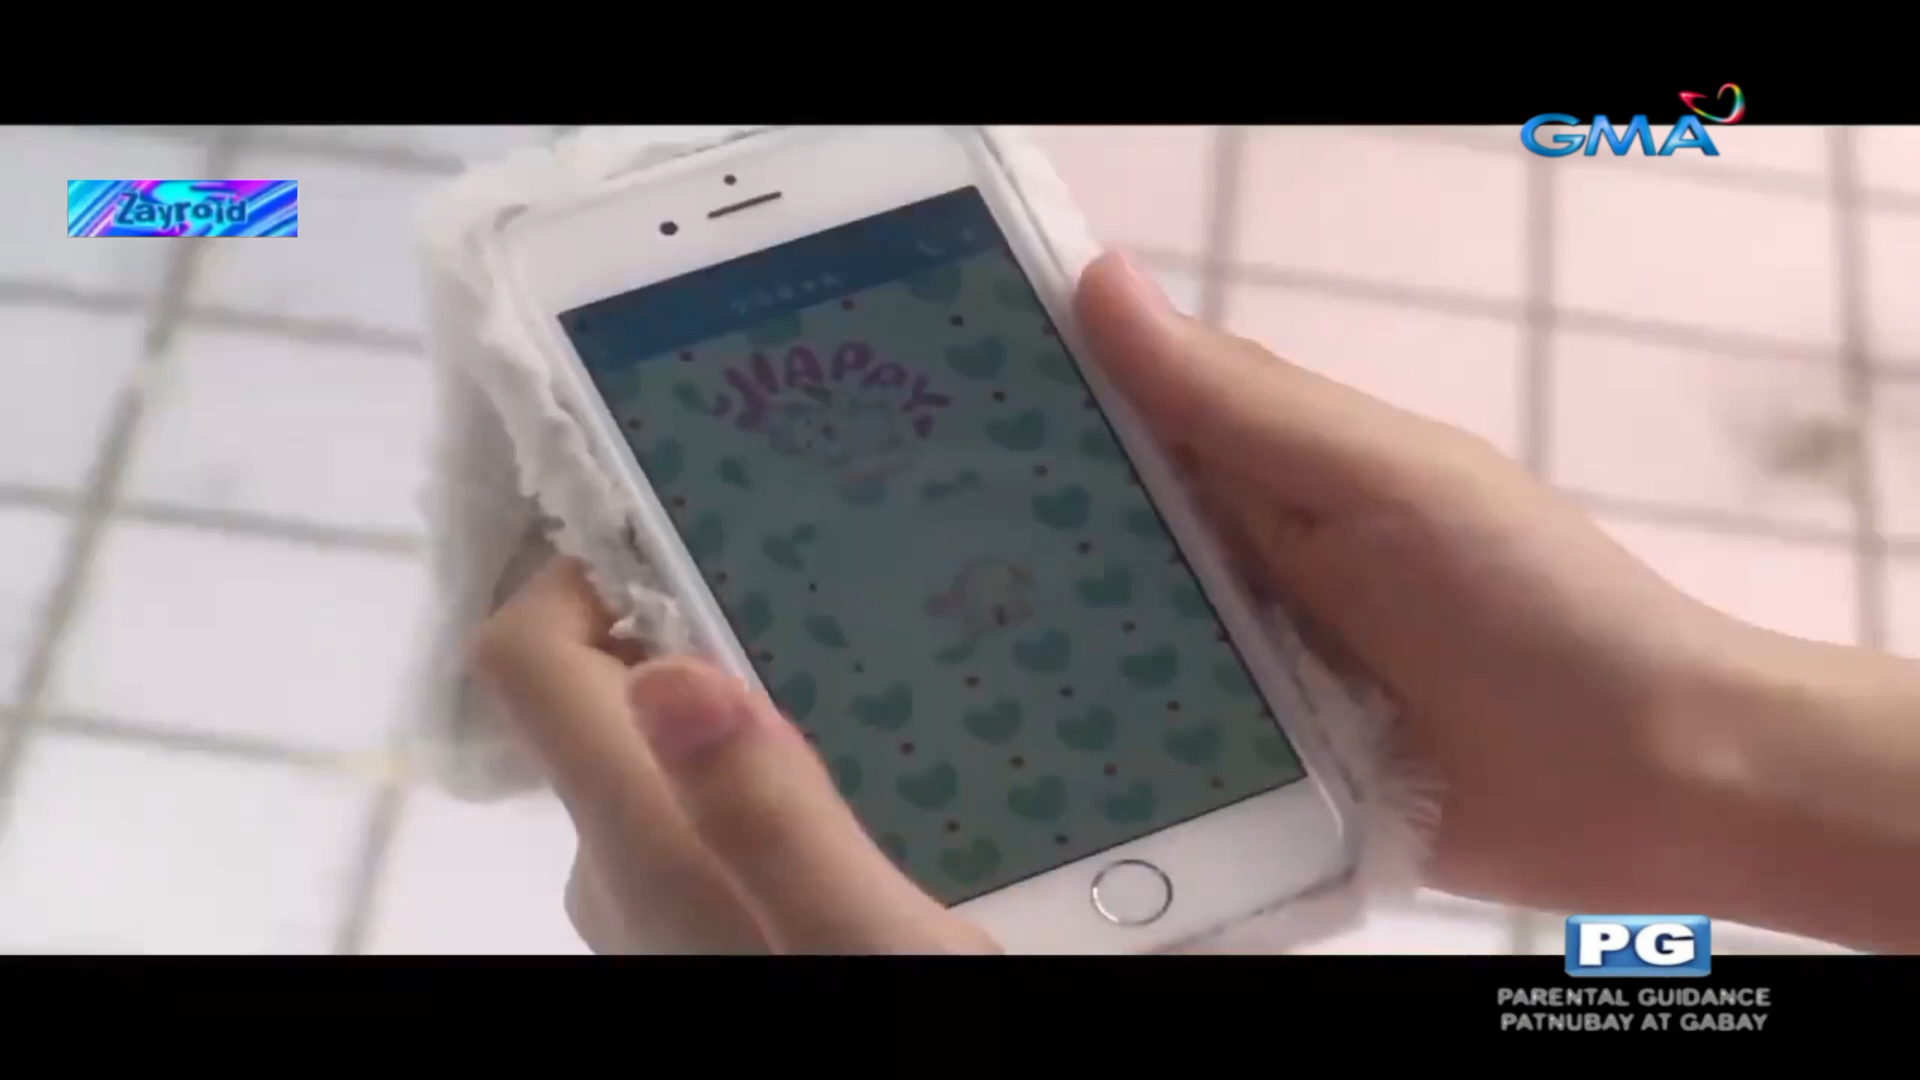 GMA
Zayroid
HAPPY
PG
PARENTAL GUIDANCE
PATNUBAY AT GABAY